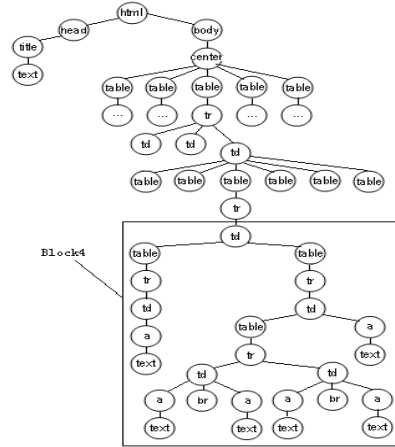 html
head body
title center
text
table table table table table
... ... tr ... ...
td td td
table table table table table table
tr
td
Block4
table table
tr tr
td td
a table a
text tr text
td td
a br a a br a
text text text text